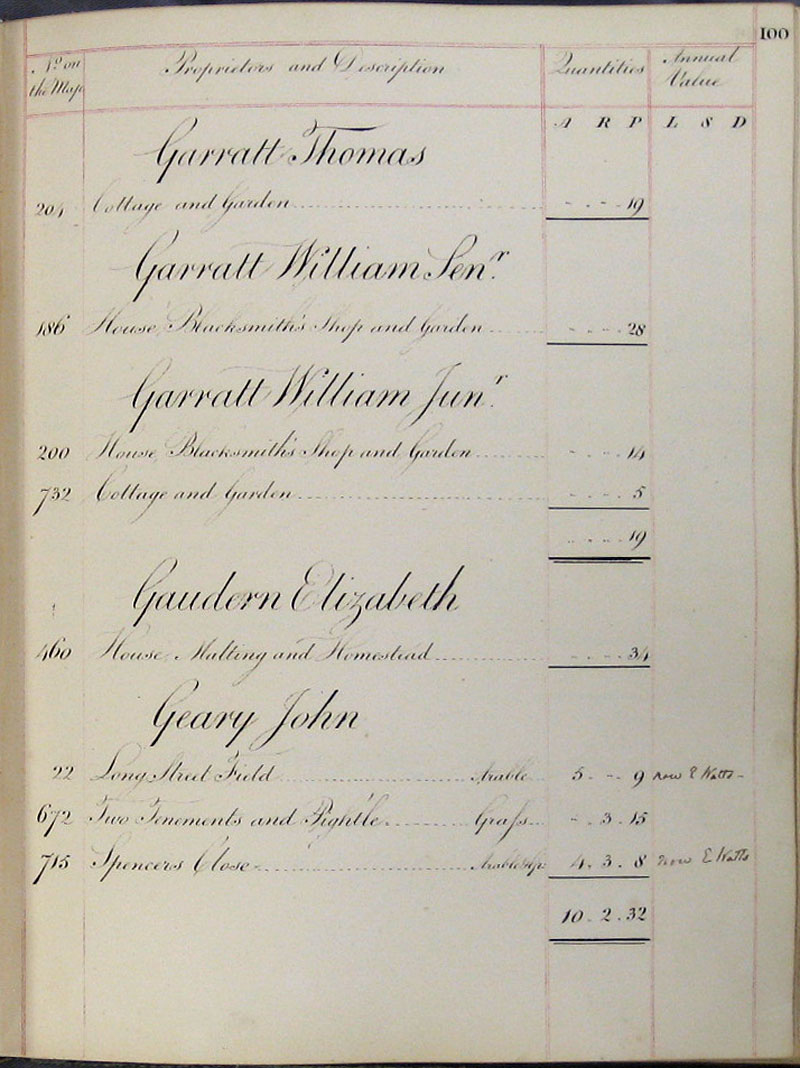 100
No. on the Map Proprietors and Description Quantities Annual Value
A R P L S D
Garratt Thomas
204 Cottage and Garden 19
Garratt William Senr.
186 House, Blacksmith's Shop and Garden 28
Garratt William Junr.
200 House, Blacksmith's Shop and Garden 14
732 Cottage and Garden 5
19
Gaudern Elizabeth
460 House, Malting and Homestead 34
Geary John
22 Long Street Field Arable 5 - 9 now E Watts
672 Two Tenements and Pightle Grass - 3 15
715 Spencers Close Arable 4 3 8 now E Watts
10 2 32